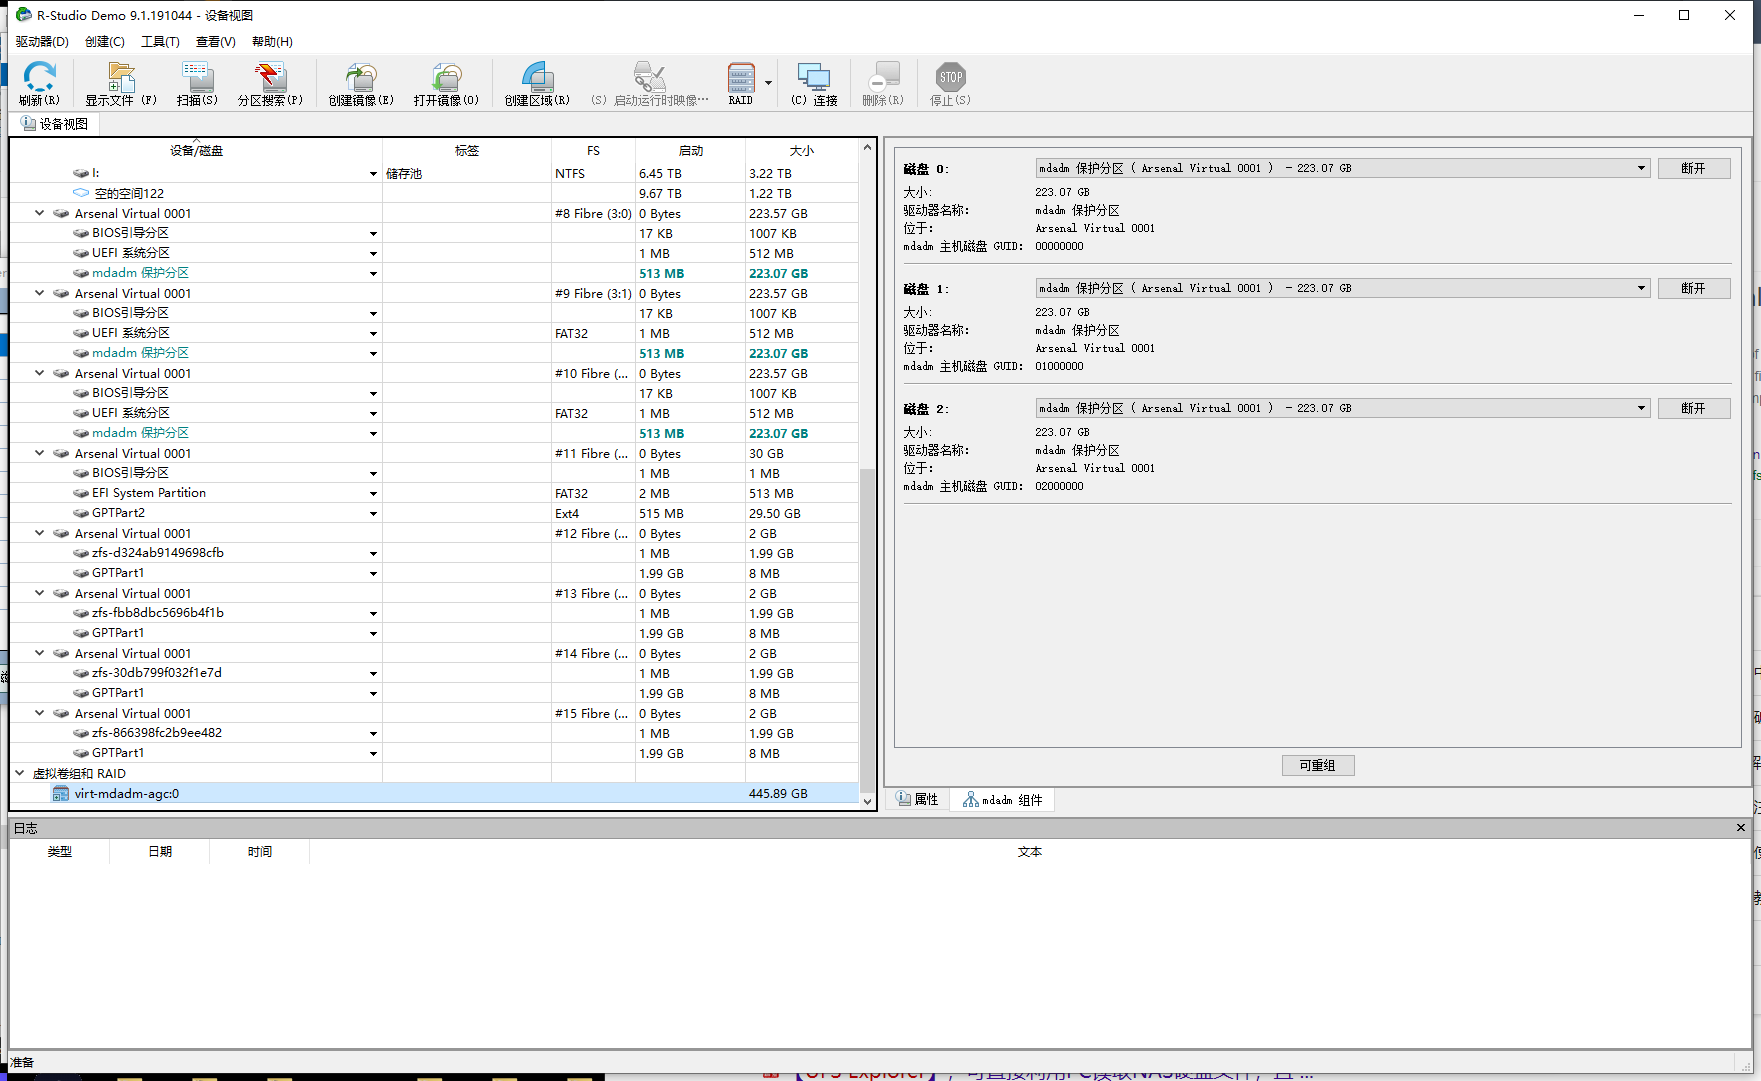 R-Studio Demo 9.1.191044 - 设备视图
驱动器(D) 创建(C) 工具(T) 查看(V) 帮助(H)
刷新(R) 显示文件 (F) 扫描(S) 分区搜索(P) 创建镜像(E) 打开镜像(O) 创建区域(R) (S) 启动运行时映像… RAID (C) 连接 删除(R) STOP 停止(S)
设备视图
设备/磁盘 标签 FS 启动 大小
I: 储存池 NTFS 6.45 TB 3.22 TB
空的空间122 9.67 TB 1.22 TB
Arsenal Virtual 0001 #8 Fibre (3:0) 0 Bytes 223.57 GB
BIOS引导分区 17 KB 1007 KB
UEFI 系统分区 1 MB 512 MB
mdadm 保护分区 513 MB 223.07 GB
Arsenal Virtual 0001 #9 Fibre (3:1) 0 Bytes 223.57 GB
BIOS引导分区 17 KB 1007 KB
UEFI 系统分区 FAT32 1 MB 512 MB
mdadm 保护分区 513 MB 223.07 GB
Arsenal Virtual 0001 #10 Fibre (... 0 Bytes 223.57 GB
BIOS引导分区 17 KB 1007 KB
UEFI 系统分区 FAT32 1 MB 512 MB
mdadm 保护分区 513 MB 223.07 GB
Arsenal Virtual 0001 #11 Fibre (... 0 Bytes 30 GB
BIOS引导分区 1 MB 1 MB
EFI System Partition FAT32 2 MB 513 MB
GPTPart2 Ext4 515 MB 29.50 GB
Arsenal Virtual 0001 #12 Fibre (... 0 Bytes 2 GB
zfs-d324ab9149698cfb 1 MB 1.99 GB
GPTPart1 1.99 GB 8 MB
Arsenal Virtual 0001 #13 Fibre (... 0 Bytes 2 GB
zfs-fbb8dbc5696b4f1b 1 MB 1.99 GB
GPTPart1 1.99 GB 8 MB
Arsenal Virtual 0001 #14 Fibre (... 0 Bytes 2 GB
zfs-30db799f032f1e7d 1 MB 1.99 GB
GPTPart1 1.99 GB 8 MB
Arsenal Virtual 0001 #15 Fibre (... 0 Bytes 2 GB
zfs-866398fc2b9ee482 1 MB 1.99 GB
GPTPart1 1.99 GB 8 MB
虚拟卷组和 RAID
virt-mdadm-agc:0 445.89 GB
磁盘 0: mdadm 保护分区 ( Arsenal Virtual 0001 ) - 223.07 GB 断开
大小: 223.07 GB
驱动器名称: mdadm 保护分区
位于: Arsenal Virtual 0001
mdadm 主机磁盘 GUID: 00000000
磁盘 1: mdadm 保护分区 ( Arsenal Virtual 0001 ) - 223.07 GB 断开
大小: 223.07 GB
驱动器名称: mdadm 保护分区
位于: Arsenal Virtual 0001
mdadm 主机磁盘 GUID: 01000000
磁盘 2: mdadm 保护分区 ( Arsenal Virtual 0001 ) - 223.07 GB 断开
大小: 223.07 GB
驱动器名称: mdadm 保护分区
位于: Arsenal Virtual 0001
mdadm 主机磁盘 GUID: 02000000
可重组
属性 mdadm 组件
日志
类型 日期 时间 文本
准备